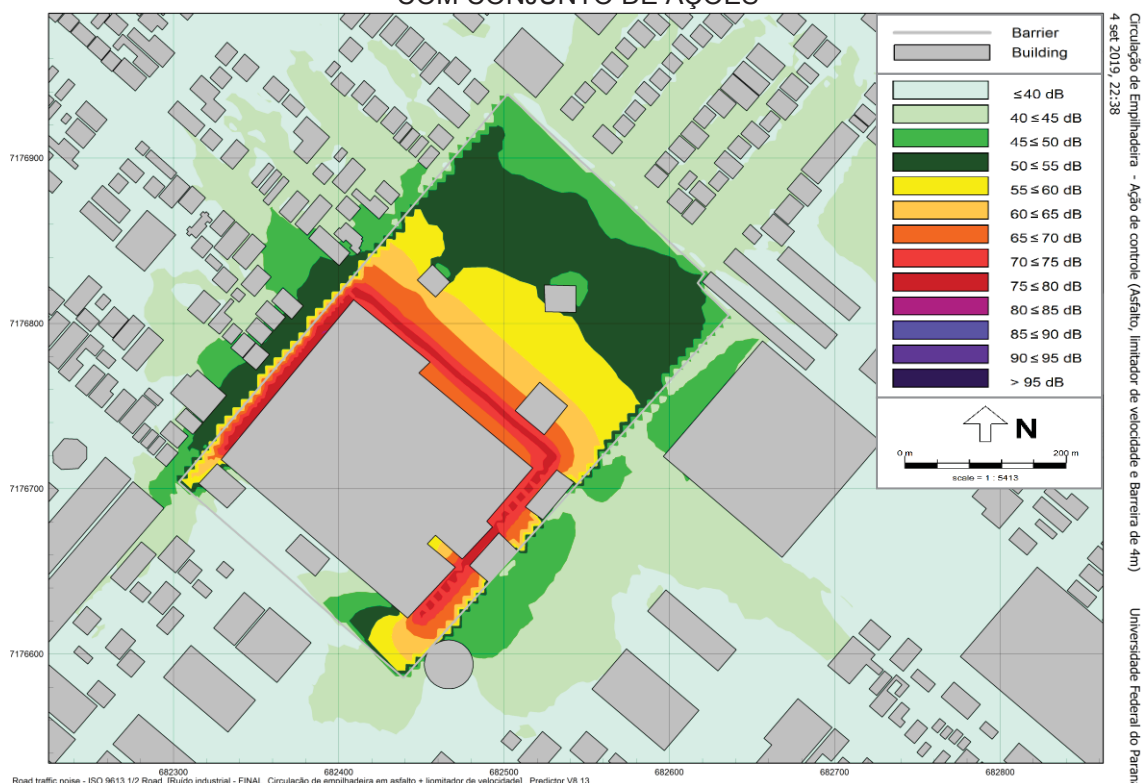 COM CONJUNTO DE AÇÕES
Circulação de Empilhadeira - Ação de controle (Asfalto, limitador de velocidade e Barreira de 4m) Universidade Federal do Paraná
4 set 2019, 22:38
Barrier
Building
≤40 dB
40 ≤ 45 dB
45 ≤ 50 dB
50 ≤ 55 dB
55 ≤ 60 dB
60 ≤ 65 dB
65 ≤ 70 dB
70 ≤ 75 dB
75 ≤ 80 dB
80 ≤ 85 dB
85 ≤ 90 dB
90 ≤ 95 dB
> 95 dB
N
0 m 200 m
scale = 1 : 5413
7176900
7176800
7176700
7176600
682300 682400 682500 682600 682700 682800
Road traffic noise - ISO 9613 1/2 Road, [Ruído industrial - FINAL, Circulação de empilhadeira em asfalto + liomitador de velocidade], Predictor V8.13